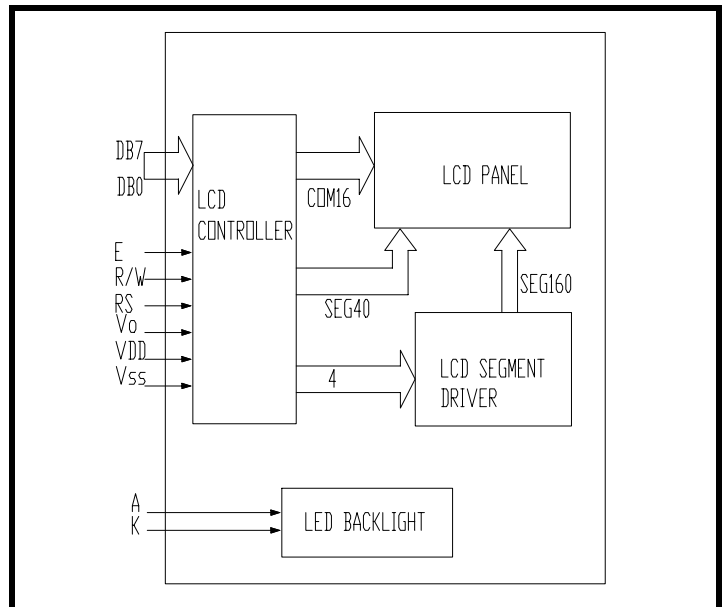 DB7
DB0
LCD
CONTROLLER
COM16
LCD PANEL
E
R/W
RS
Vo
VDD
Vss
SEG40
SEG160
4
LCD SEGMENT
DRIVER
A
K
LED BACKLIGHT